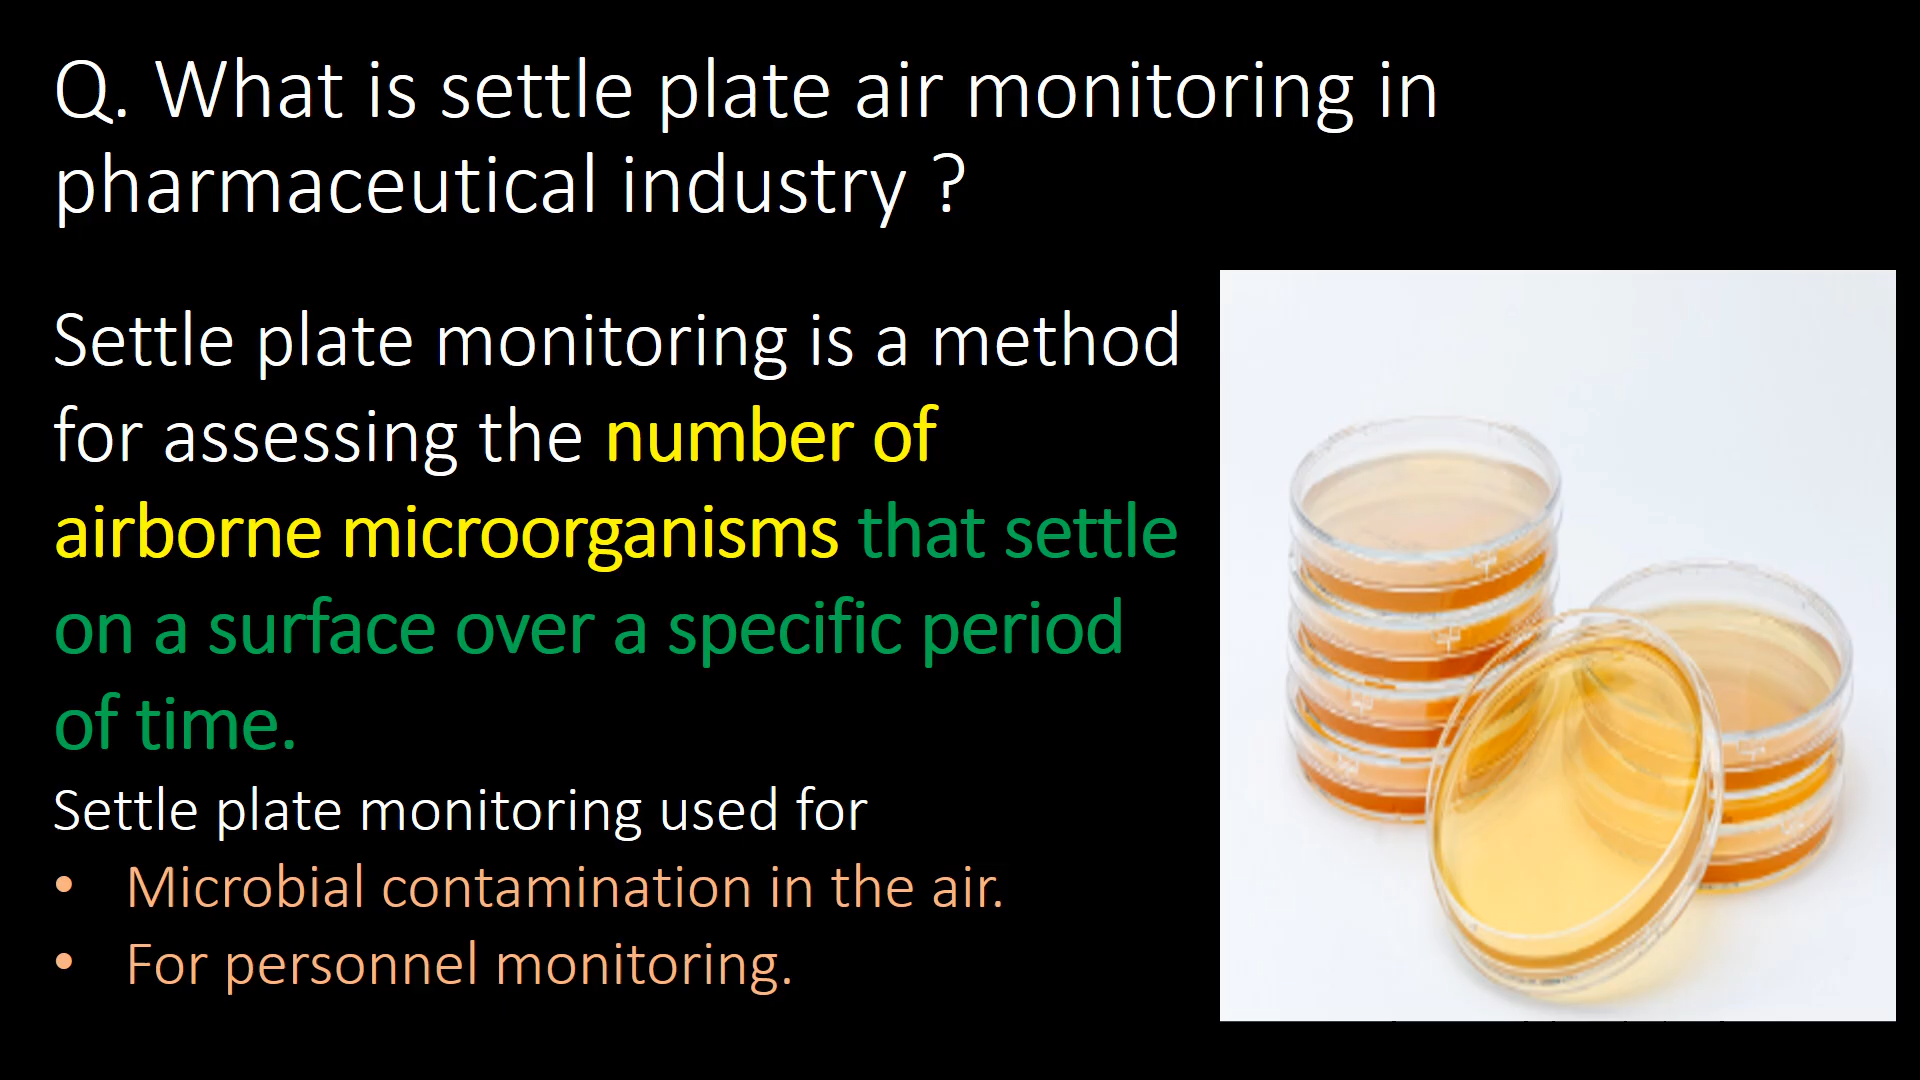 Q. What is settle plate air monitoring in
pharmaceutical industry ?
Settle plate monitoring is a method
for assessing the number of
airborne microorganisms that settle
on a surface over a specific period
of time.
Settle plate monitoring used for
• Microbial contamination in the air.
• For personnel monitoring.